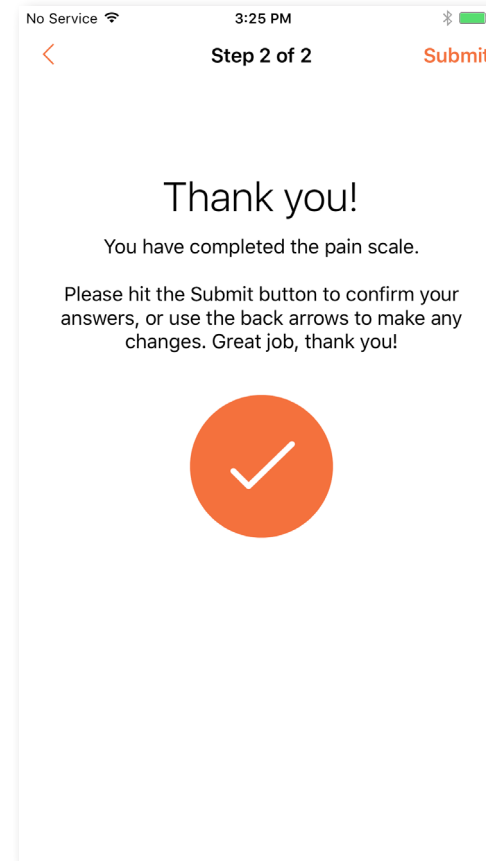 No Service 3:25 PM
Step 2 of 2 Submit
Thank you!
You have completed the pain scale.
Please hit the Submit button to confirm your
answers, or use the back arrows to make any
changes. Great job, thank you!